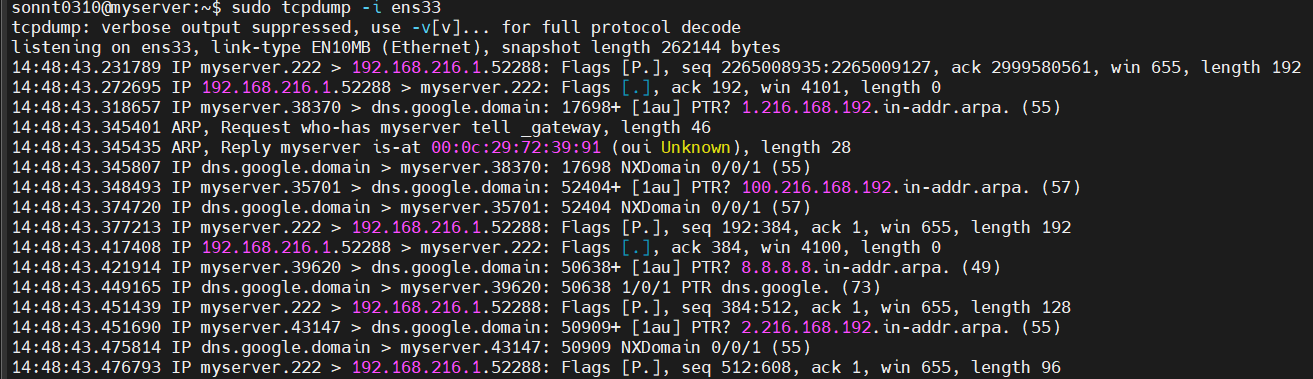 sonnt0310@myserver:~$ sudo tcpdump -i ens33
tcpdump: verbose output suppressed, use -v[v]... for full protocol decode
listening on ens33, link-type EN10MB (Ethernet), snapshot length 262144 bytes
14:48:43.231789 IP myserver.222 > 192.168.216.1.52288: Flags [P.], seq 2265008935:2265009127, ack 2999580561, win 655, length 192
14:48:43.272695 IP 192.168.216.1.52288 > myserver.222: Flags [.], ack 192, win 4101, length 0
14:48:43.318657 IP myserver.38370 > dns.google.domain: 17698+ [1au] PTR? 1.216.168.192.in-addr.arpa. (55)
14:48:43.345401 ARP, Request who-has myserver tell _gateway, length 46
14:48:43.345435 ARP, Reply myserver is-at 00:0c:29:72:39:91 (oui Unknown), length 28
14:48:43.345807 IP dns.google.domain > myserver.38370: 17698 NXDomain 0/0/1 (55)
14:48:43.348493 IP myserver.35701 > dns.google.domain: 52404+ [1au] PTR? 100.216.168.192.in-addr.arpa. (57)
14:48:43.374720 IP dns.google.domain > myserver.35701: 52404 NXDomain 0/0/1 (57)
14:48:43.377213 IP myserver.222 > 192.168.216.1.52288: Flags [P.], seq 192:384, ack 1, win 655, length 192
14:48:43.417408 IP 192.168.216.1.52288 > myserver.222: Flags [.], ack 384, win 4100, length 0
14:48:43.421914 IP myserver.39620 > dns.google.domain: 50638+ [1au] PTR? 8.8.8.8.in-addr.arpa. (49)
14:48:43.449165 IP dns.google.domain > myserver.39620: 50638 1/0/1 PTR dns.google. (73)
14:48:43.451439 IP myserver.222 > 192.168.216.1.52288: Flags [P.], seq 384:512, ack 1, win 655, length 128
14:48:43.451690 IP myserver.43147 > dns.google.domain: 50909+ [1au] PTR? 2.216.168.192.in-addr.arpa. (55)
14:48:43.475814 IP dns.google.domain > myserver.43147: 50909 NXDomain 0/0/1 (55)
14:48:43.476793 IP myserver.222 > 192.168.216.1.52288: Flags [P.], seq 512:608, ack 1, win 655, length 96